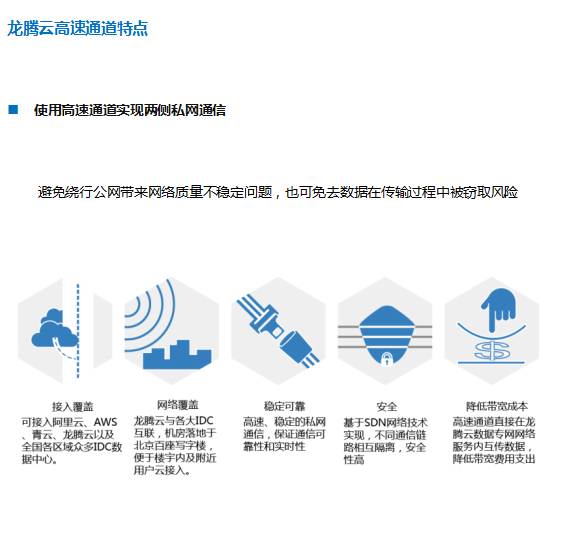 龙腾云高速通道特点
使用高速通道实现两侧私网通信
避免绕行公网带来网络质量不稳定问题，也可免去数据在传输过程中被窃取风险
接入覆盖
可接入阿里云、AWS
、青云、龙腾云以及
全国各区域众多IDC数
据中心。
网络覆盖
龙腾云与各大IDC
互联，机房落地于
北京百座写字楼，
便于楼宇内及附近
用户云接入。
稳定可靠
高速、稳定的私网
通信，保证通信可
靠性和实时性
安全
基于SDN网络技术
实现，不同通信链
路相互隔离，安全
性高
降低带宽成本
高速通道直接在龙
腾云数据专网网络
服务内互传数据，
降低带宽费用支出